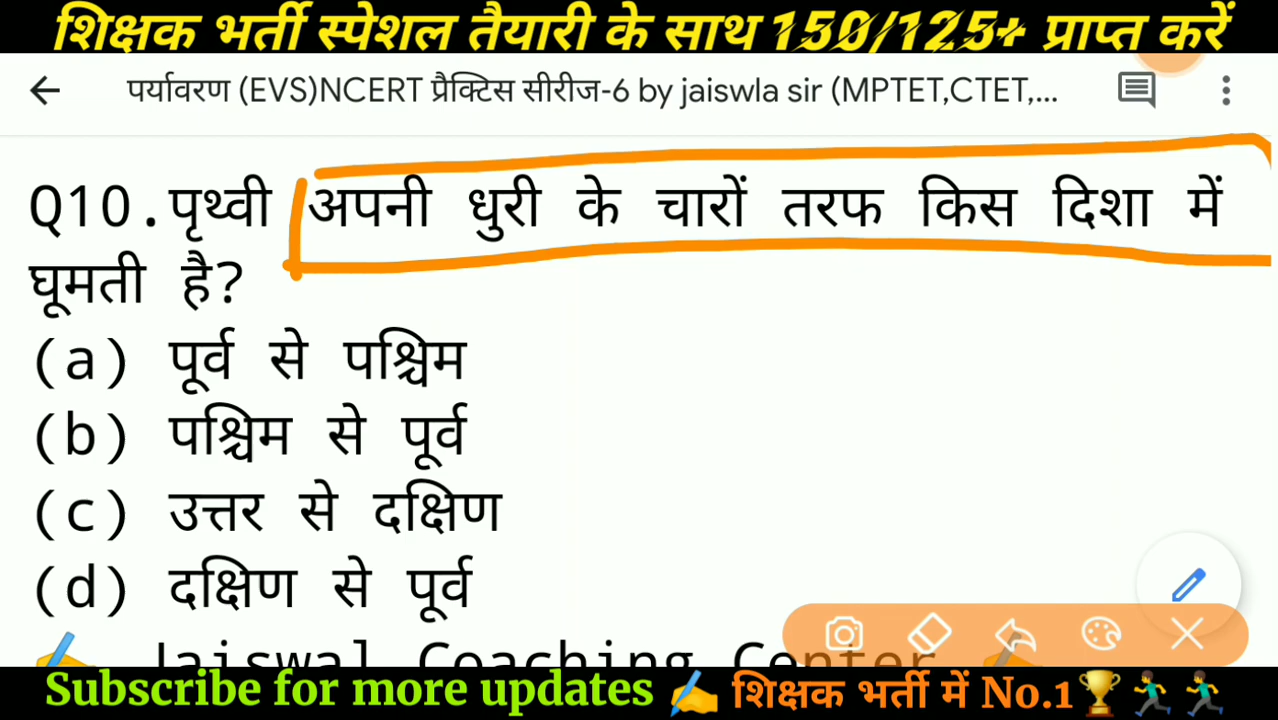 शिक्षक भर्ती स्पेशल तैयारी के साथ 150/125+ प्राप्त करें
पर्यावरण (EVS)NCERT प्रैक्टिस सीरीज-6 by jaiswla sir (MPTET,CTET,...
Q10.पृथ्वी अपनी धुरी के चारों तरफ किस दिशा में
घूमती है?
(a) पूर्व से पश्चिम
(b) पश्चिम से पूर्व
(c) उत्तर से दक्षिण
(d) दक्षिण से पूर्व
Jaiswal Coaching Center
Subscribe for more updates ✍️ शिक्षक भर्ती में No.1🏆🏃‍♂️🏃‍♂️